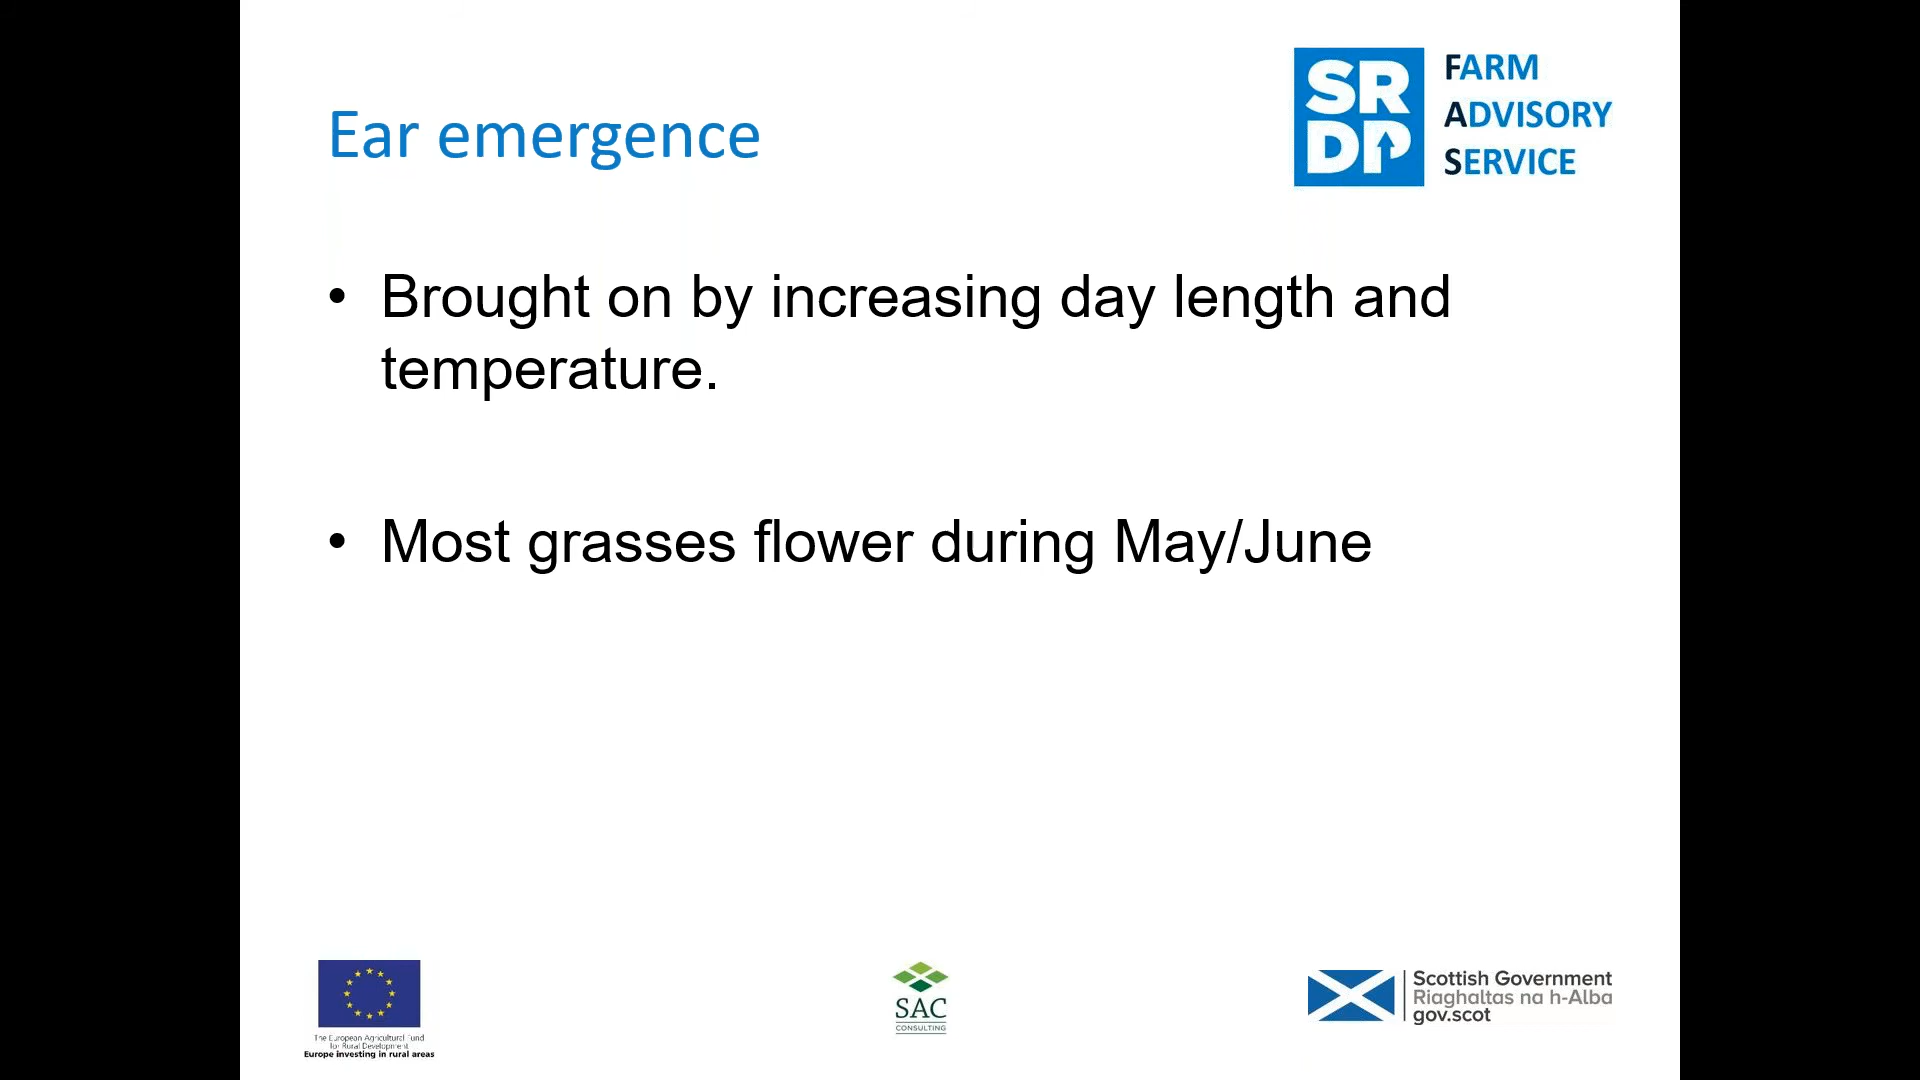 Ear emergence
SR
DP
FARM
ADVISORY
SERVICE
• Brought on by increasing day length and
temperature.
• Most grasses flower during May/June
The European Agricultural Fund
for Rural Development
Europe investing in rural areas
SAC
CONSULTING
Scottish Government
Riaghaltas na h-Alba
gov.scot